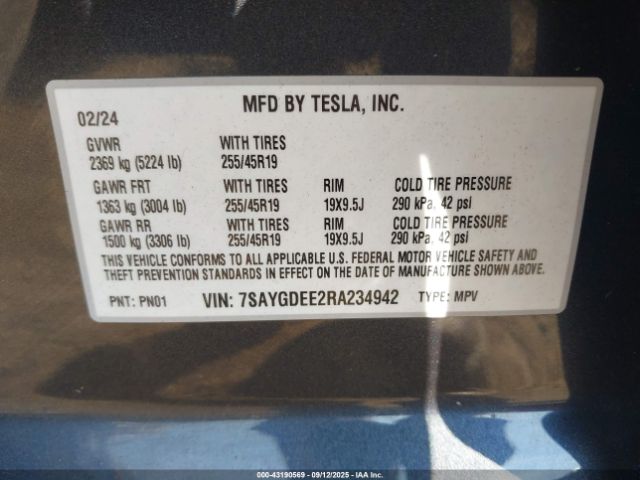 MFD BY TESLA, INC.
02/24
GVWR WITH TIRES
2369 kg (5224 lb) 255/45R19
GAWR FRT WITH TIRES RIM COLD TIRE PRESSURE
1363 kg (3004 lb) 255/45R19 19X9.5J 290 kPa, 42 psi
GAWR RR WITH TIRES RIM COLD TIRE PRESSURE
1500 kg (3306 lb) 255/45R19 19X9.5J 290 kPa, 42 psi
THIS VEHICLE CONFORMS TO ALL APPLICABLE U.S. FEDERAL MOTOR VEHICLE SAFETY AND
THEFT PREVENTION STANDARDS IN EFFECT ON THE DATE OF MANUFACTURE SHOWN ABOVE.
PNT: PN01 VIN: 7SAYGDEE2RA234942 TYPE: MPV
000-43190569 - 09/12/2025 - IAA Inc.